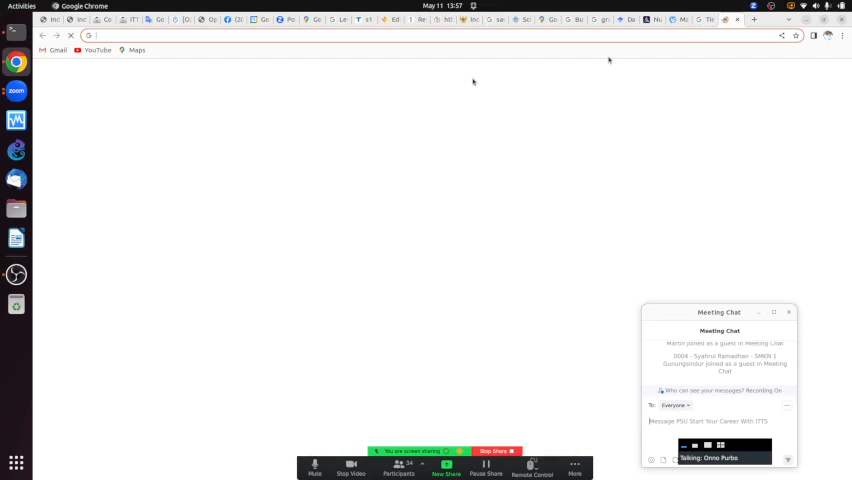 Activities
Google Chrome
May 11 13:57
G
Gmail
YouTube
Maps
zoom
Meeting Chat
Meeting Chat
Martin joined as a guest in Meeting Chat
0004 - Syahrul Ramadhan - SMKN 1
Gunungsindur joined as a guest in Meeting
Chat
Who can see your messages? Recording On
To: Everyone
Message PSU Start Your Career With ITTS
Talking: Onno Purbo
You are screen sharing
Stop Share
34
Mute
Stop Video
Participants
New Share
Pause Share
Remote Control
More